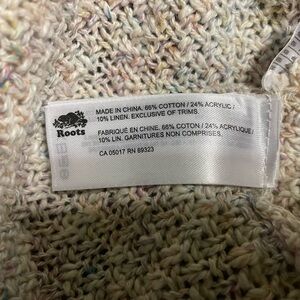 Roots
MADE IN CHINA. 66% COTTON / 24% ACRYLIC /
10% LINEN. EXCLUSIVE OF TRIMS
FABRIQUÉ EN CHINE. 66% COTON / 24% ACRYLIQUE /
10% LIN. GARNITURES NON COMPRISES.
CA 05017 RN 89323